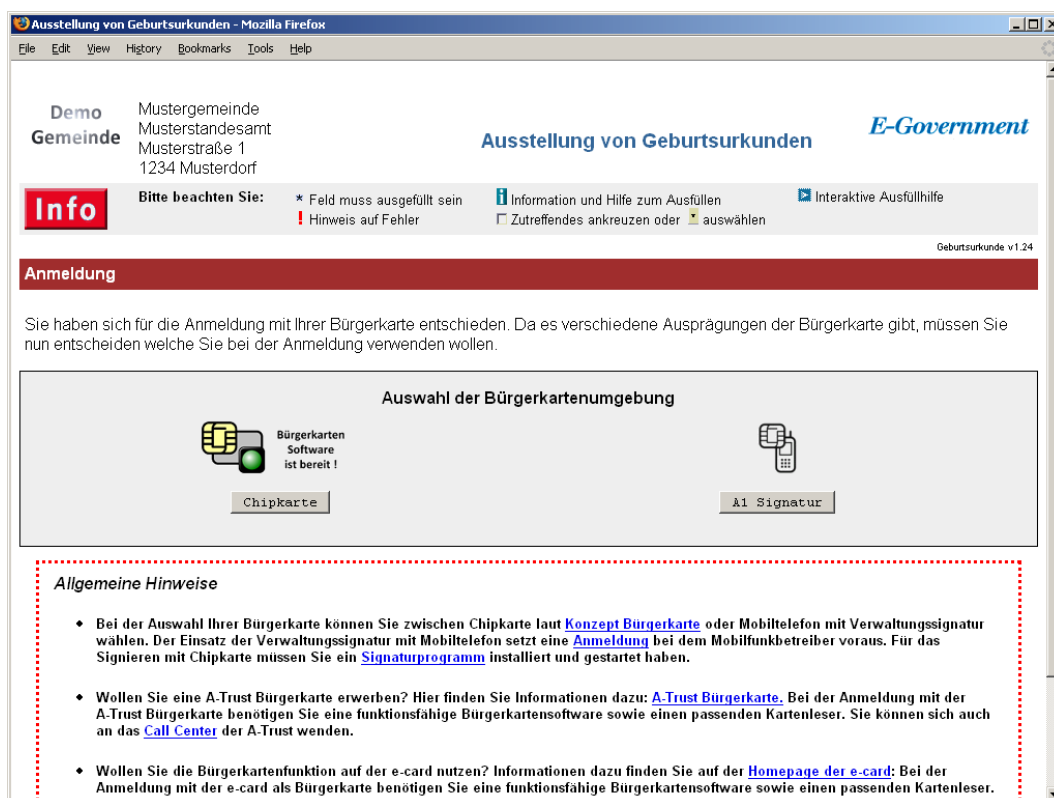 Ausstellung von Geburtsurkunden - Mozilla Firefox
File Edit View History Bookmarks Tools Help
Demo
Gemeinde
Mustergemeinde
Musterstandesamt
Musterstraße 1
1234 Musterdorf
Ausstellung von Geburtsurkunden
E-Government
Info
Bitte beachten Sie:
* Feld muss ausgefüllt sein
! Hinweis auf Fehler
i Information und Hilfe zum Ausfüllen
Zutreffendes ankreuzen oder * auswählen
Interaktive Ausfüllhilfe
Geburtsurkunde v1.24
Anmeldung
Sie haben sich für die Anmeldung mit Ihrer Bürgerkarte entschieden. Da es verschiedene Ausprägungen der Bürgerkarte gibt, müssen Sie
nun entscheiden welche Sie bei der Anmeldung verwenden wollen.
Auswahl der Bürgerkartenumgebung
Bürgerkarten
Software
ist bereit !
Chipkarte
A1 Signatur
Allgemeine Hinweise
• Bei der Auswahl Ihrer Bürgerkarte können Sie zwischen Chipkarte laut Konzept Bürgerkarte oder Mobiltelefon mit Verwaltungssignatur
wählen. Der Einsatz der Verwaltungssignatur mit Mobiltelefon setzt eine Anmeldung bei dem Mobilfunkbetreiber voraus. Für das
Signieren mit Chipkarte müssen Sie ein Signaturprogramm installiert und gestartet haben.
• Wollen Sie eine A-Trust Bürgerkarte erwerben? Hier finden Sie Informationen dazu: A-Trust Bürgerkarte. Bei der Anmeldung mit der
A-Trust Bürgerkarte benötigen Sie eine funktionsfähige Bürgerkartensoftware sowie einen passenden Kartenleser. Sie können sich auch
an das Call Center der A-Trust wenden.
• Wollen Sie die Bürgerkartenfunktion auf der e-card nutzen? Informationen dazu finden Sie auf der Homepage der e-card: Bei der
Anmeldung mit der e-card als Bürgerkarte benötigen Sie eine funktionsfähige Bürgerkartensoftware sowie einen passenden Kartenleser.